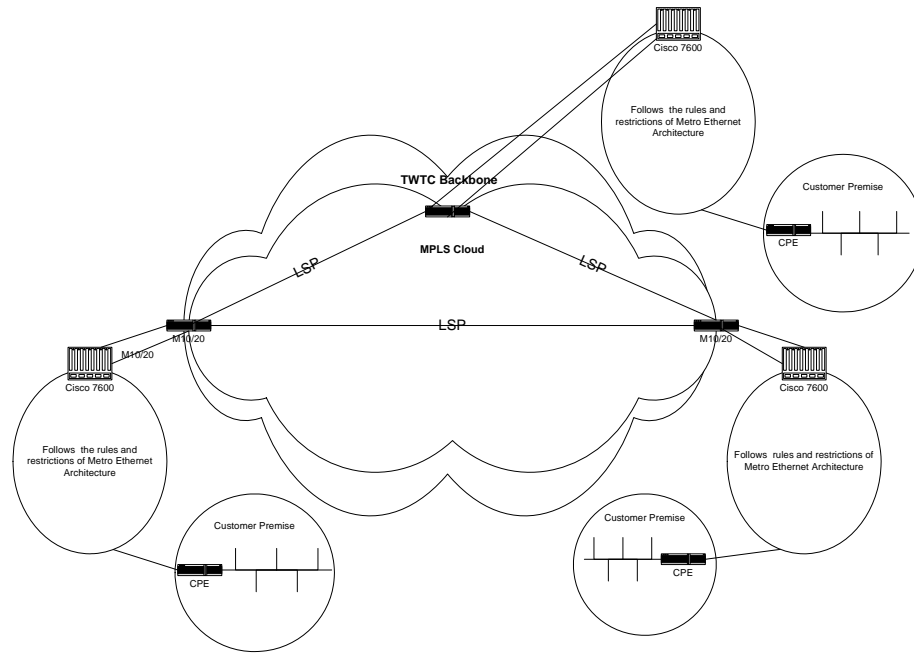 Cisco 7600
Follows the rules and
restrictions of Metro Ethernet
Architecture
TWTC Backbone
Customer Premise
CPE
MPLS Cloud
LSP
LSP
LSP
M10/20
M10/20
M10/20
Cisco 7600
Cisco 7600
Follows the rules and
restrictions of Metro Ethernet
Architecture
Follows rules and restrictions of
Metro Ethernet Architecture
Customer Premise
CPE
Customer Premise
CPE